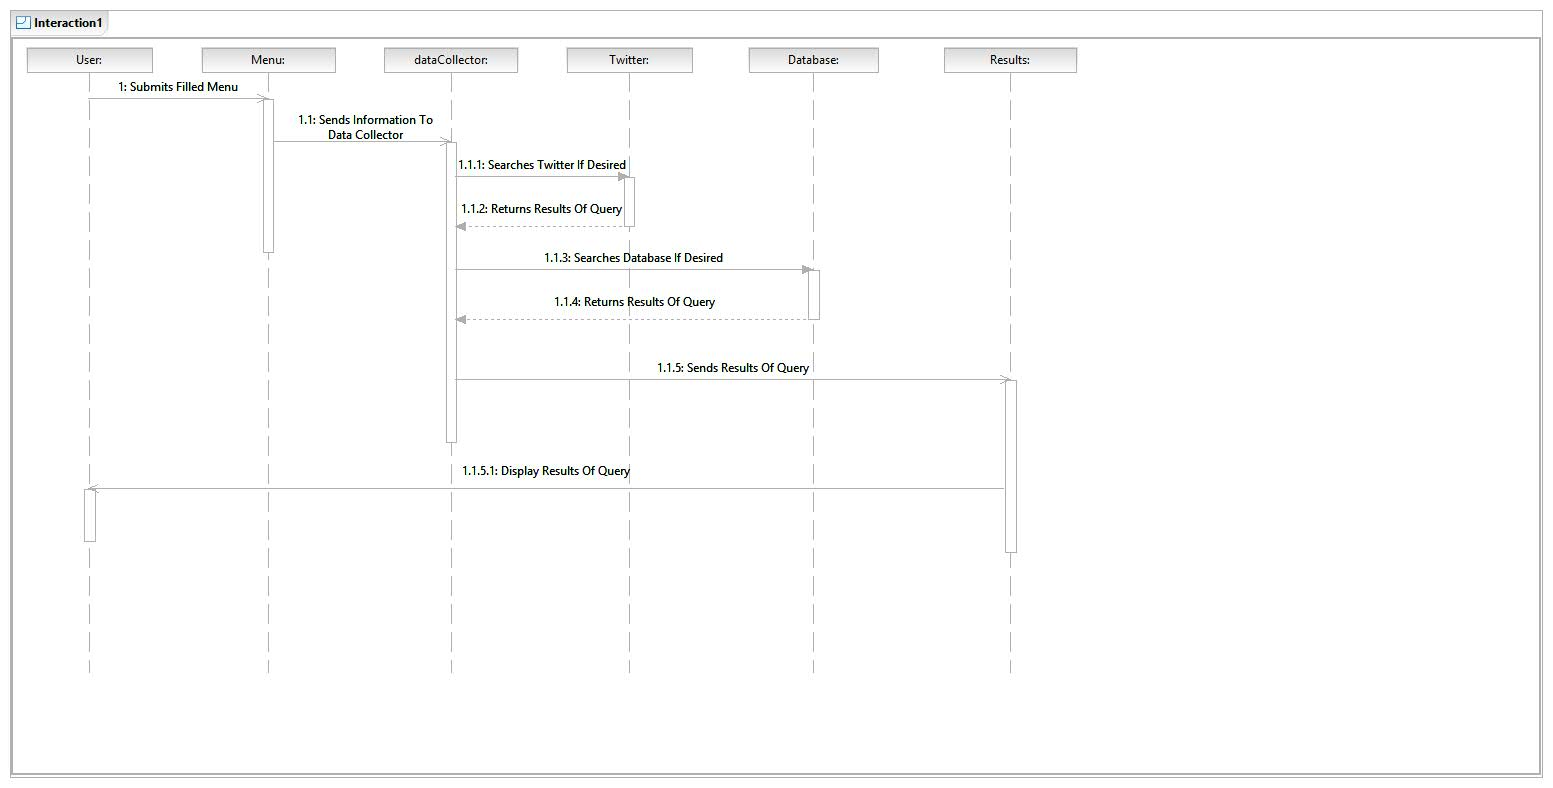 Interaction1
User:
Menu:
dataCollector:
Twitter:
Database:
Results:
1: Submits Filled Menu
1.1: Sends Information To
Data Collector
1.1.1: Searches Twitter If Desired
1.1.2: Returns Results Of Query
1.1.3: Searches Database If Desired
1.1.4: Returns Results Of Query
1.1.5: Sends Results Of Query
1.1.5.1: Display Results Of Query